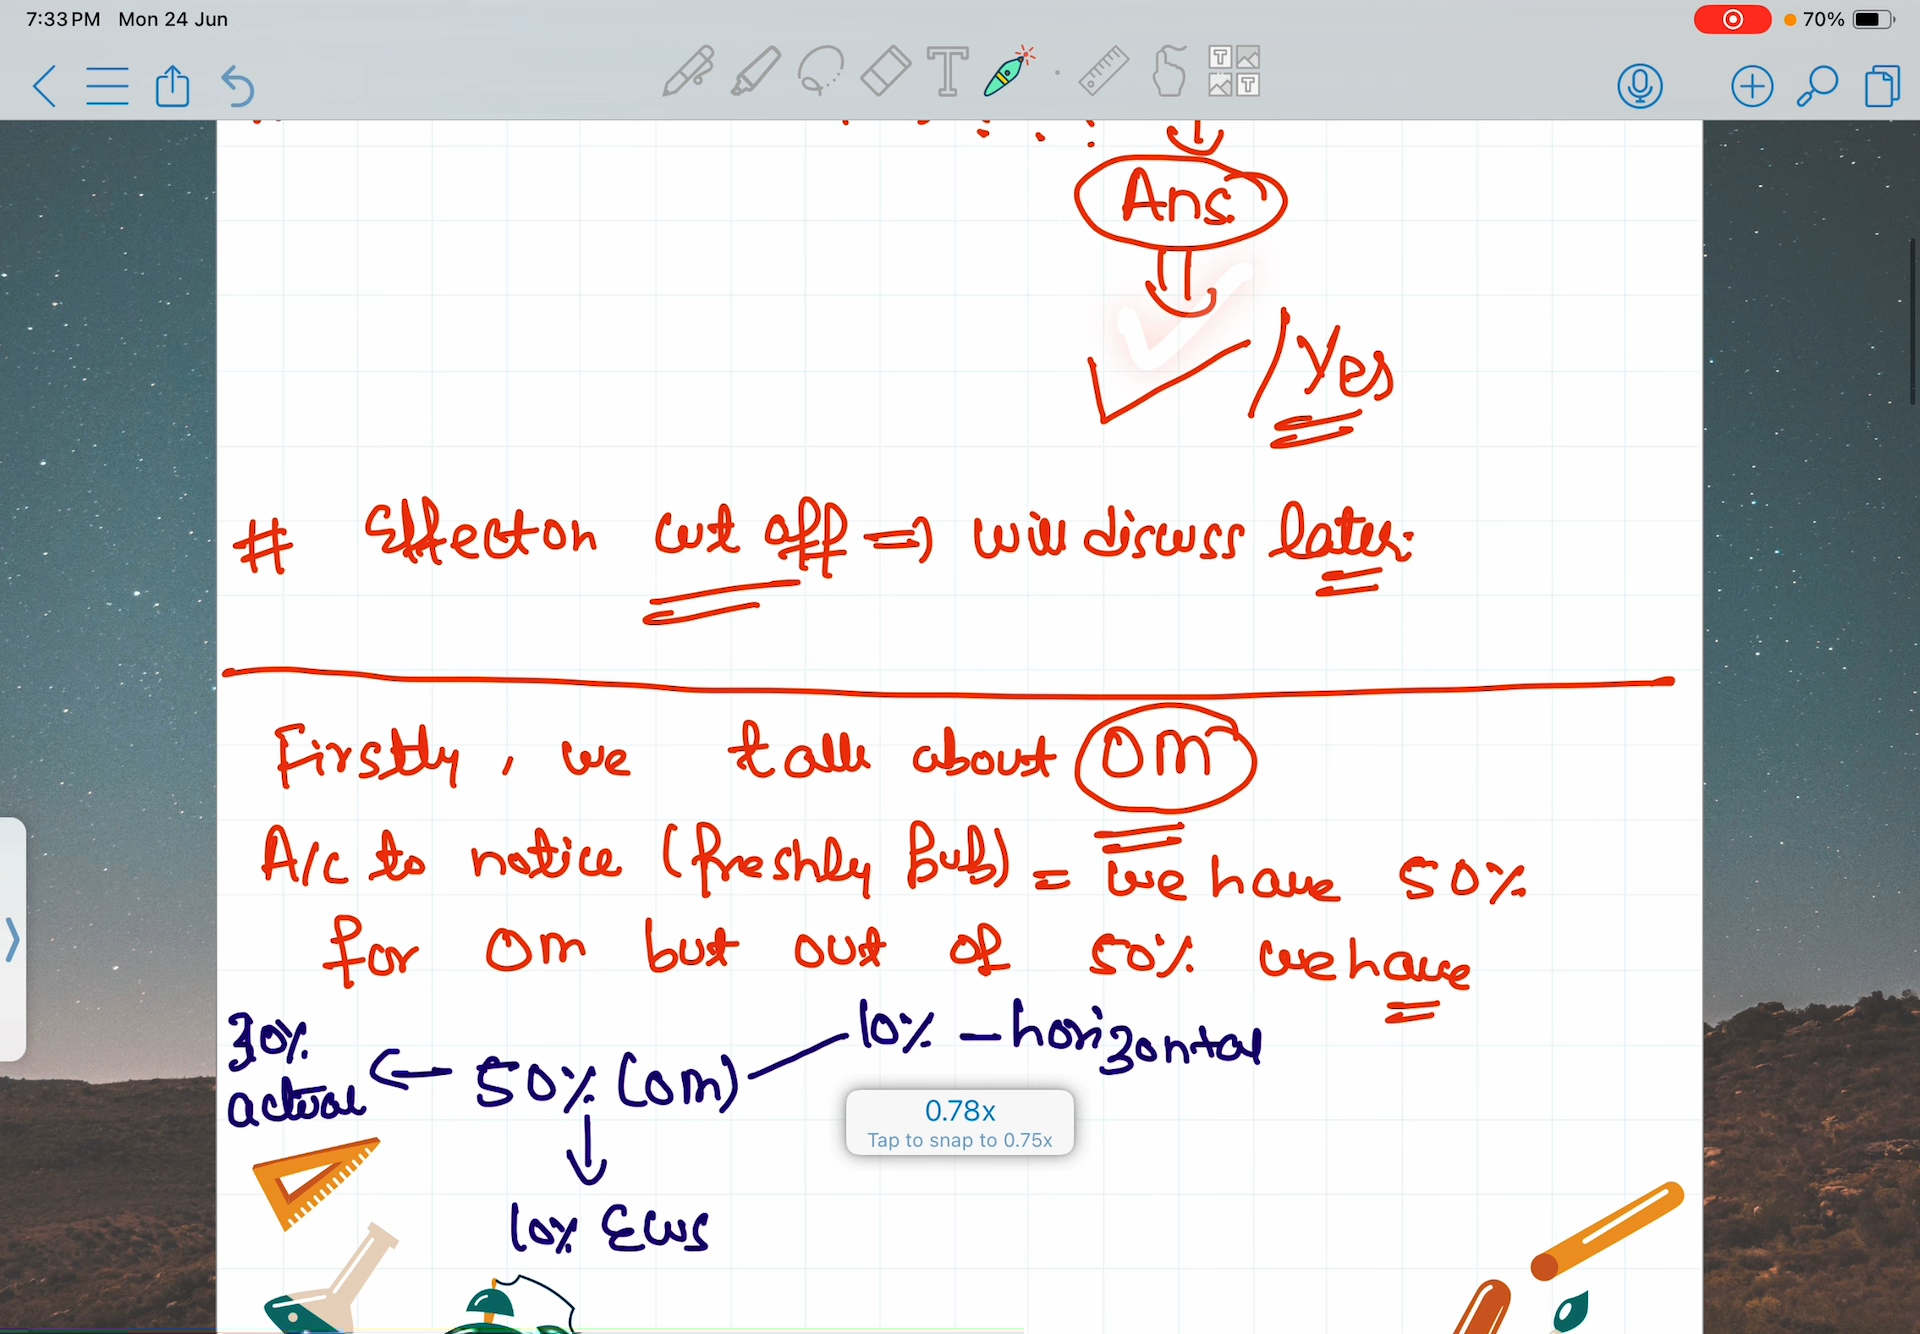 7:33 PM Mon 24 Jun
70%
Ans
/ Yes
# Effect on cut off => will discuss later.
Firstly, we talk about OM
A/c to notice (freshly Pub) = we have 50%
for OM but out of 50% we have
10% - horizontal
30% actual
50% (OM)
10% EWS
0.78x
Tap to snap to 0.75x